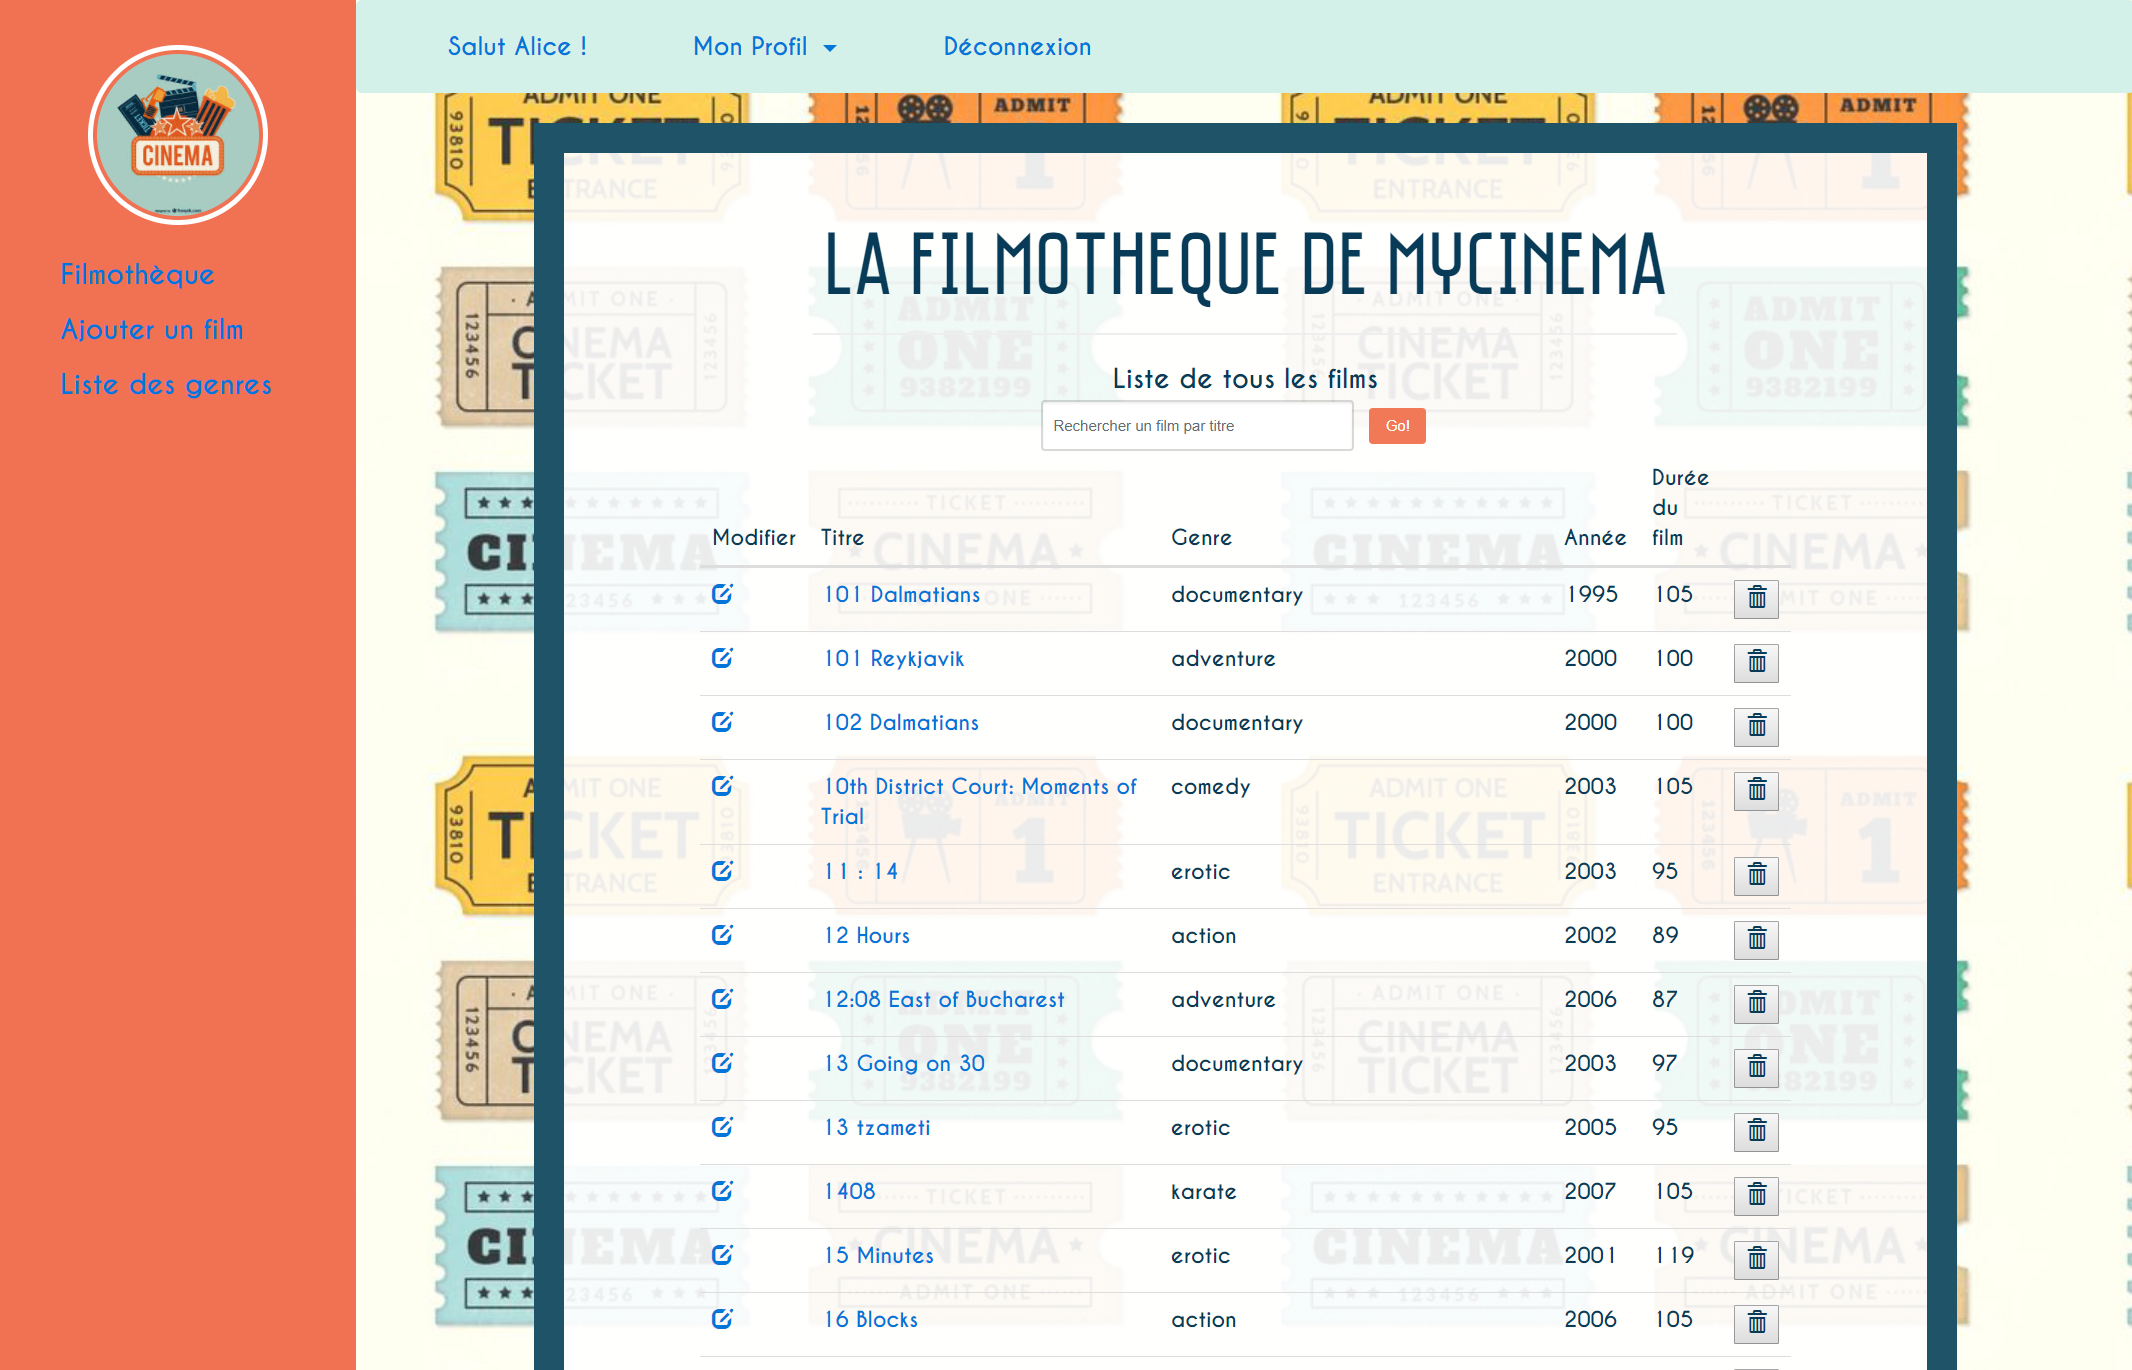 Salut Alice !
Mon Profil
Déconnexion
CINEMA
Filmothèque
Ajouter un film
Liste des genres
LA FILMOTHEQUE DE MYCINEMA
Liste de tous les films
Rechercher un film par titre
Go!
Modifier Titre Genre Année Durée du film
101 Dalmatians documentary 1995 105
101 Reykjavik adventure 2000 100
102 Dalmatians documentary 2000 100
10th District Court: Moments of Trial comedy 2003 105
11 : 14 erotic 2003 95
12 Hours action 2002 89
12:08 East of Bucharest adventure 2006 87
13 Going on 30 documentary 2003 97
13 tzameti erotic 2005 95
1408 karate 2007 105
15 Minutes erotic 2001 119
16 Blocks action 2006 105